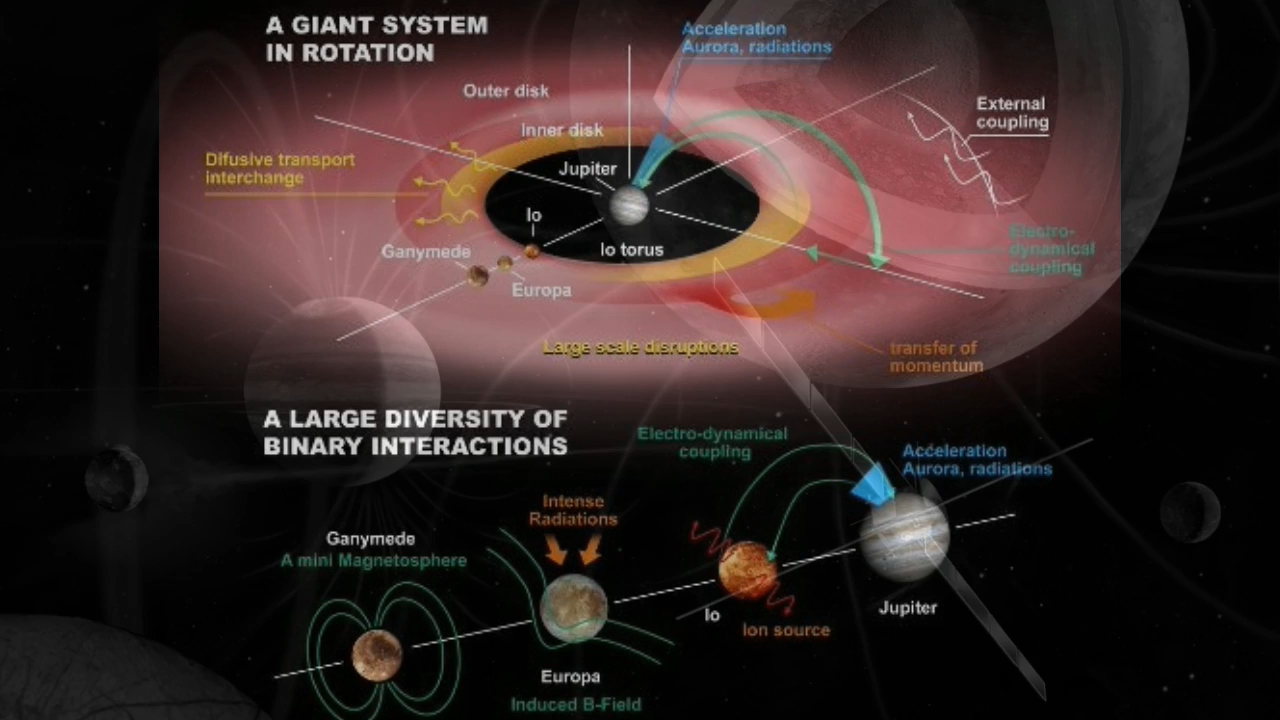 A GIANT SYSTEM
IN ROTATION
Acceleration
Aurora, radiations
Outer disk
Inner disk
External
coupling
Difusive transport
interchange
Jupiter
Io
Ganymede
Io torus
Electro-
dynamical
coupling
Europa
Large scale disruptions
transfer of
momentum
A LARGE DIVERSITY OF
BINARY INTERACTIONS
Electro-dynamical
coupling
Acceleration
Aurora, radiations
Intense
Radiations
Ganymede
A mini Magnetosphere
Io
Jupiter
Ion source
Europa
Induced B-Field